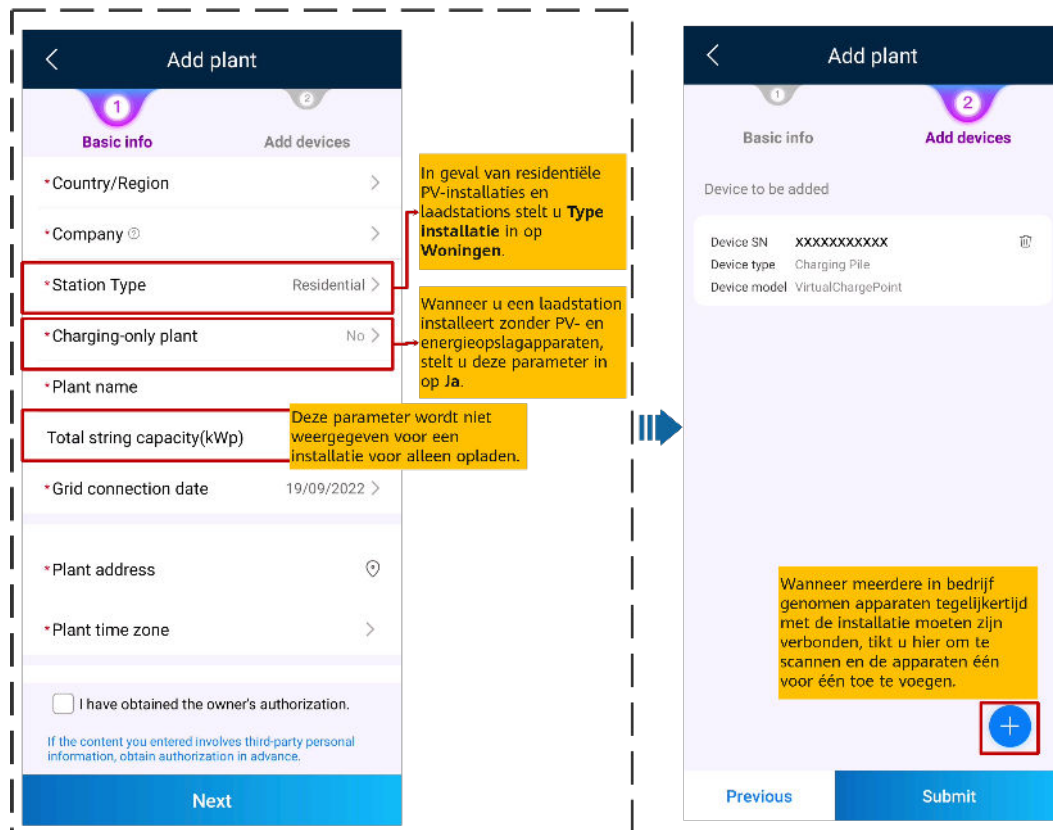 Add plant
1
2
Basic info
Add devices
*Country/Region
*Company ?
*Station Type
Residential
*Charging-only plant
No
*Plant name
Total string capacity(kWp)
*Grid connection date
19/09/2022
*Plant address
*Plant time zone
I have obtained the owner's authorization.
If the content you entered involves third-party personal
information, obtain authorization in advance.
Next
In geval van residentiële
PV-installaties en
laadstations stelt u Type
installatie in op
Woningen.
Wanneer u een laadstation
installeert zonder PV- en
energieopslagapparaten,
stelt u deze parameter in
op Ja.
Deze parameter wordt niet
weergegeven voor een
installatie voor alleen opladen.
Add plant
1
2
Basic info
Add devices
Device to be added
Device SN XXXXXXXXXXX
Device type Charging Pile
Device model VirtualChargePoint
Wanneer meerdere in bedrijf
genomen apparaten tegelijkertijd
met de installatie moeten zijn
verbonden, tikt u hier om te
scannen en de apparaten één
voor één toe te voegen.
Previous
Submit